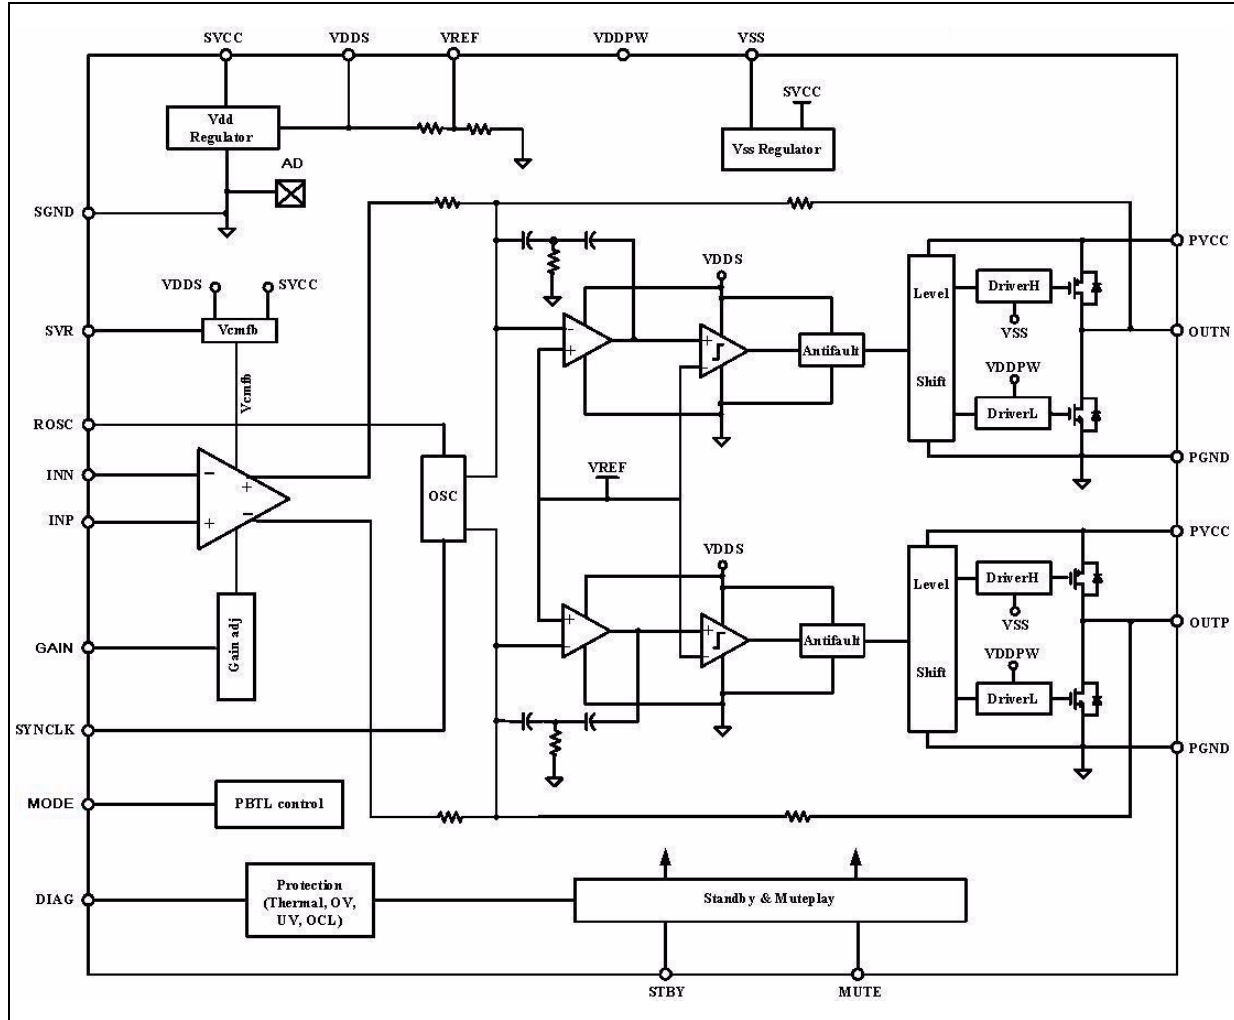 SVCC
VDDS
VREF
VDDPW
VSS
Vdd
Regulator
AD
SVCC
Vss Regulator
SGND
VDDS
SVCC
SVR
Vcmfb
Vcmfb
ROSC
INN
INP
-
+
+
-
OSC
GAIN
Gain adj
SYNCLK
MODE
PBTL control
DIAG
Protection
(Thermal, OV,
UV, OCL)
Standby & Muteplay
STBY
MUTE
VDDS
-
+
+
-
Antifault
Level
Shift
DriverH
VSS
VDDPW
DriverL
PVCC
OUTN
PGND
VREF
VDDS
+
-
+
-
Antifault
Level
Shift
DriverH
VSS
VDDPW
DriverL
PVCC
OUTP
PGND